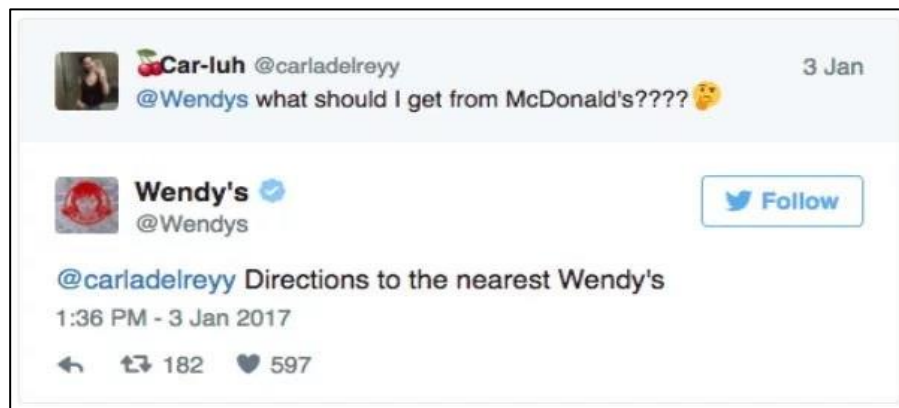 🍒Car-luh @carladelreyy 3 Jan
@Wendys what should I get from McDonald's????🤔
Wendy's
@Wendys
Follow
@carladelreyy Directions to the nearest Wendy's
1:36 PM - 3 Jan 2017
182 597